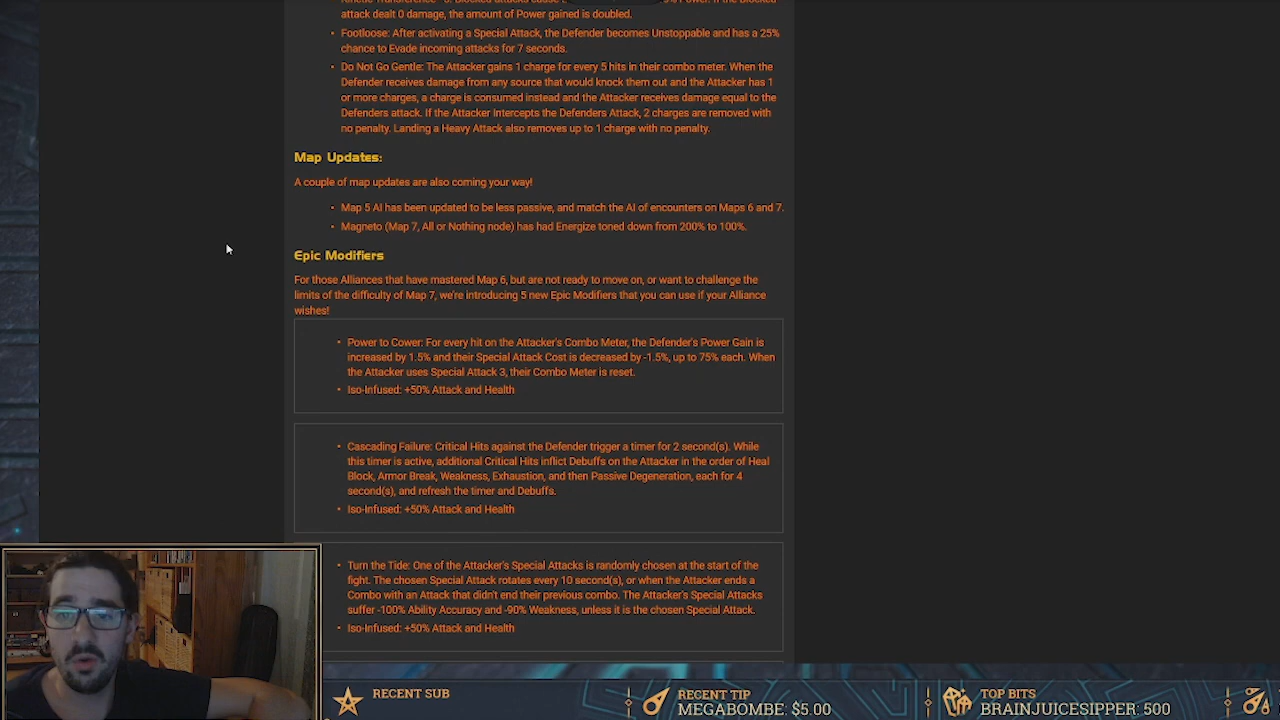 attack dealt 0 damage, the amount of Power gained is doubled.
• Footloose: After activating a Special Attack, the Defender becomes Unstoppable and has a 25%
chance to Evade incoming attacks for 7 seconds.
• Do Not Go Gentle: The Attacker gains 1 charge for every 5 hits in their combo meter. When the
Defender receives damage from any source that would knock them out and the Attacker has 1
or more charges, a charge is consumed instead and the Attacker receives damage equal to the
Defenders attack. If the Attacker Intercepts the Defenders Attack, 2 charges are removed with
no penalty. Landing a Heavy Attack also removes up to 1 charge with no penalty.
Map Updates:
A couple of map updates are also coming your way!
• Map 5 AI has been updated to be less passive, and match the AI of encounters on Maps 6 and 7.
• Magneto (Map 7, All or Nothing node) has had Energize toned down from 200% to 100%.
Epic Modifiers
For those Alliances that have mastered Map 6, but are not ready to move on, or want to challenge the
limits of the difficulty of Map 7, we're introducing 5 new Epic Modifiers that you can use if your Alliance
wishes!
• Power to Cower: For every hit on the Attacker's Combo Meter, the Defender's Power Gain is
increased by 1.5% and their Special Attack Cost is decreased by -1.5%, up to 75% each. When
the Attacker uses Special Attack 3, their Combo Meter is reset.
• Iso-Infused: +50% Attack and Health
• Cascading Failure: Critical Hits against the Defender trigger a timer for 2 second(s). While
this timer is active, additional Critical Hits inflict Debuffs on the Attacker in the order of Heal
Block, Armor Break, Weakness, Exhaustion, and then Passive Degeneration, each for 4
second(s), and refresh the timer and Debuffs.
• Iso-Infused: +50% Attack and Health
• Turn the Tide: One of the Attacker's Special Attacks is randomly chosen at the start of the
fight. The chosen Special Attack rotates every 10 second(s), or when the Attacker ends a
Combo with an Attack that didn't end their previous combo. The Attacker's Special Attacks
suffer -100% Ability Accuracy and -90% Weakness, unless it is the chosen Special Attack.
• Iso-Infused: +50% Attack and Health
RECENT SUB
RECENT TIP
MEGABOMBE: $5.00
TOP BITS
BRAINJUICESIPPER: 500